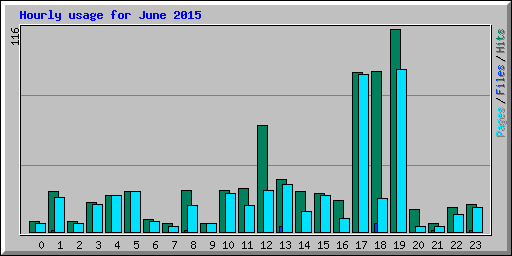 Hourly usage for June 2015
116
Pages/Files/Hits
0 1 2 3 4 5 6 7 8 9 10 11 12 13 14 15 16 17 18 19 20 21 22 23